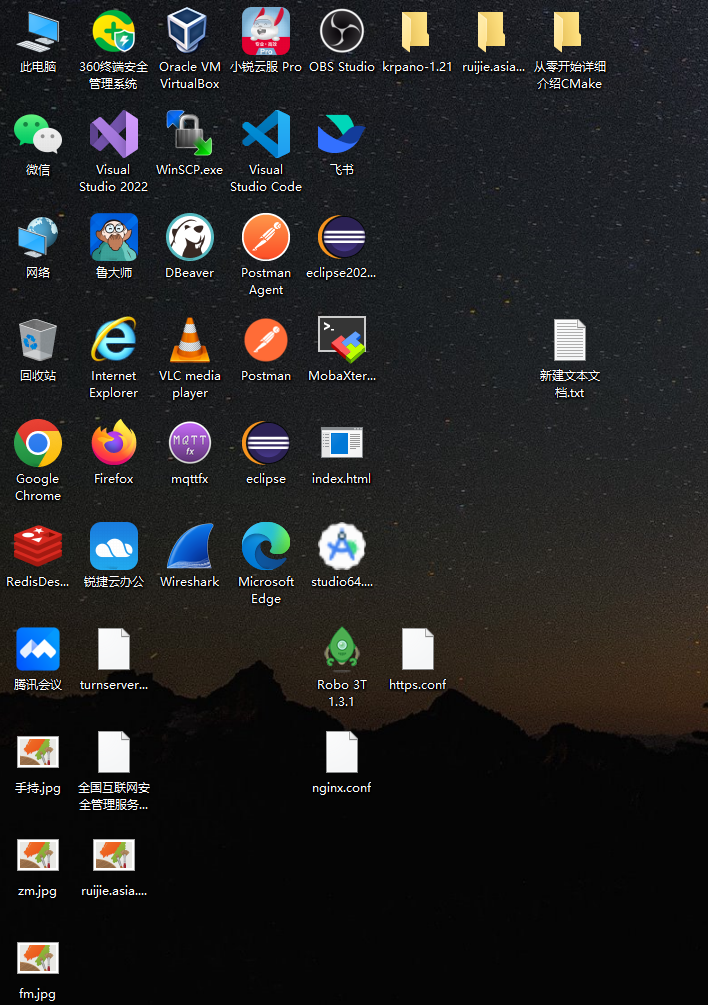 此电脑
360终端安全
管理系统
Oracle VM
VirtualBox
小锐云服 Pro
OBS Studio
krpano-1.21
ruijie.asia...
从零开始详细
介绍CMake
微信
Visual
Studio 2022
WinSCP.exe
Visual
Studio Code
飞书
网络
鲁大师
DBeaver
Postman
Agent
eclipse202...
回收站
Internet
Explorer
VLC media
player
Postman
MobaXter...
新建文本文
档.txt
Google
Chrome
Firefox
MQTT
fx
mqttfx
eclipse
index.html
RedisDes...
锐捷云办公
Wireshark
Microsoft
Edge
studio64....
腾讯会议
turnserver...
Robo 3T
1.3.1
https.conf
手持.jpg
全国互联网安
全管理服务...
nginx.conf
zm.jpg
ruijie.asia....
fm.jpg